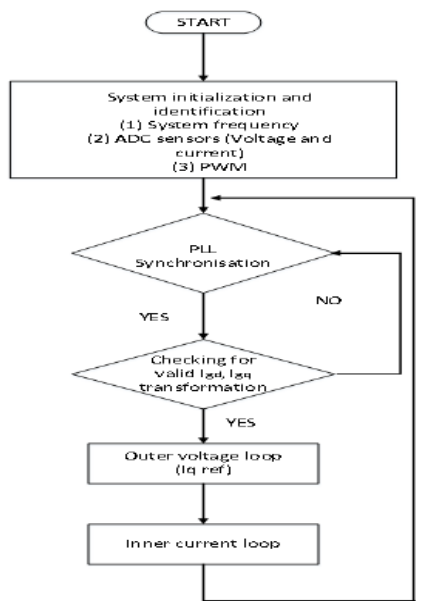 START
System initialization and
identification
(1) System frequency
(2) ADC sensors (Voltage and
current)
(3) PWM
PLL
Synchronisation
NO
YES
Checking for
valid Igd, Igq
transformation
YES
Outer voltage loop
(Iq ref)
Inner current loop